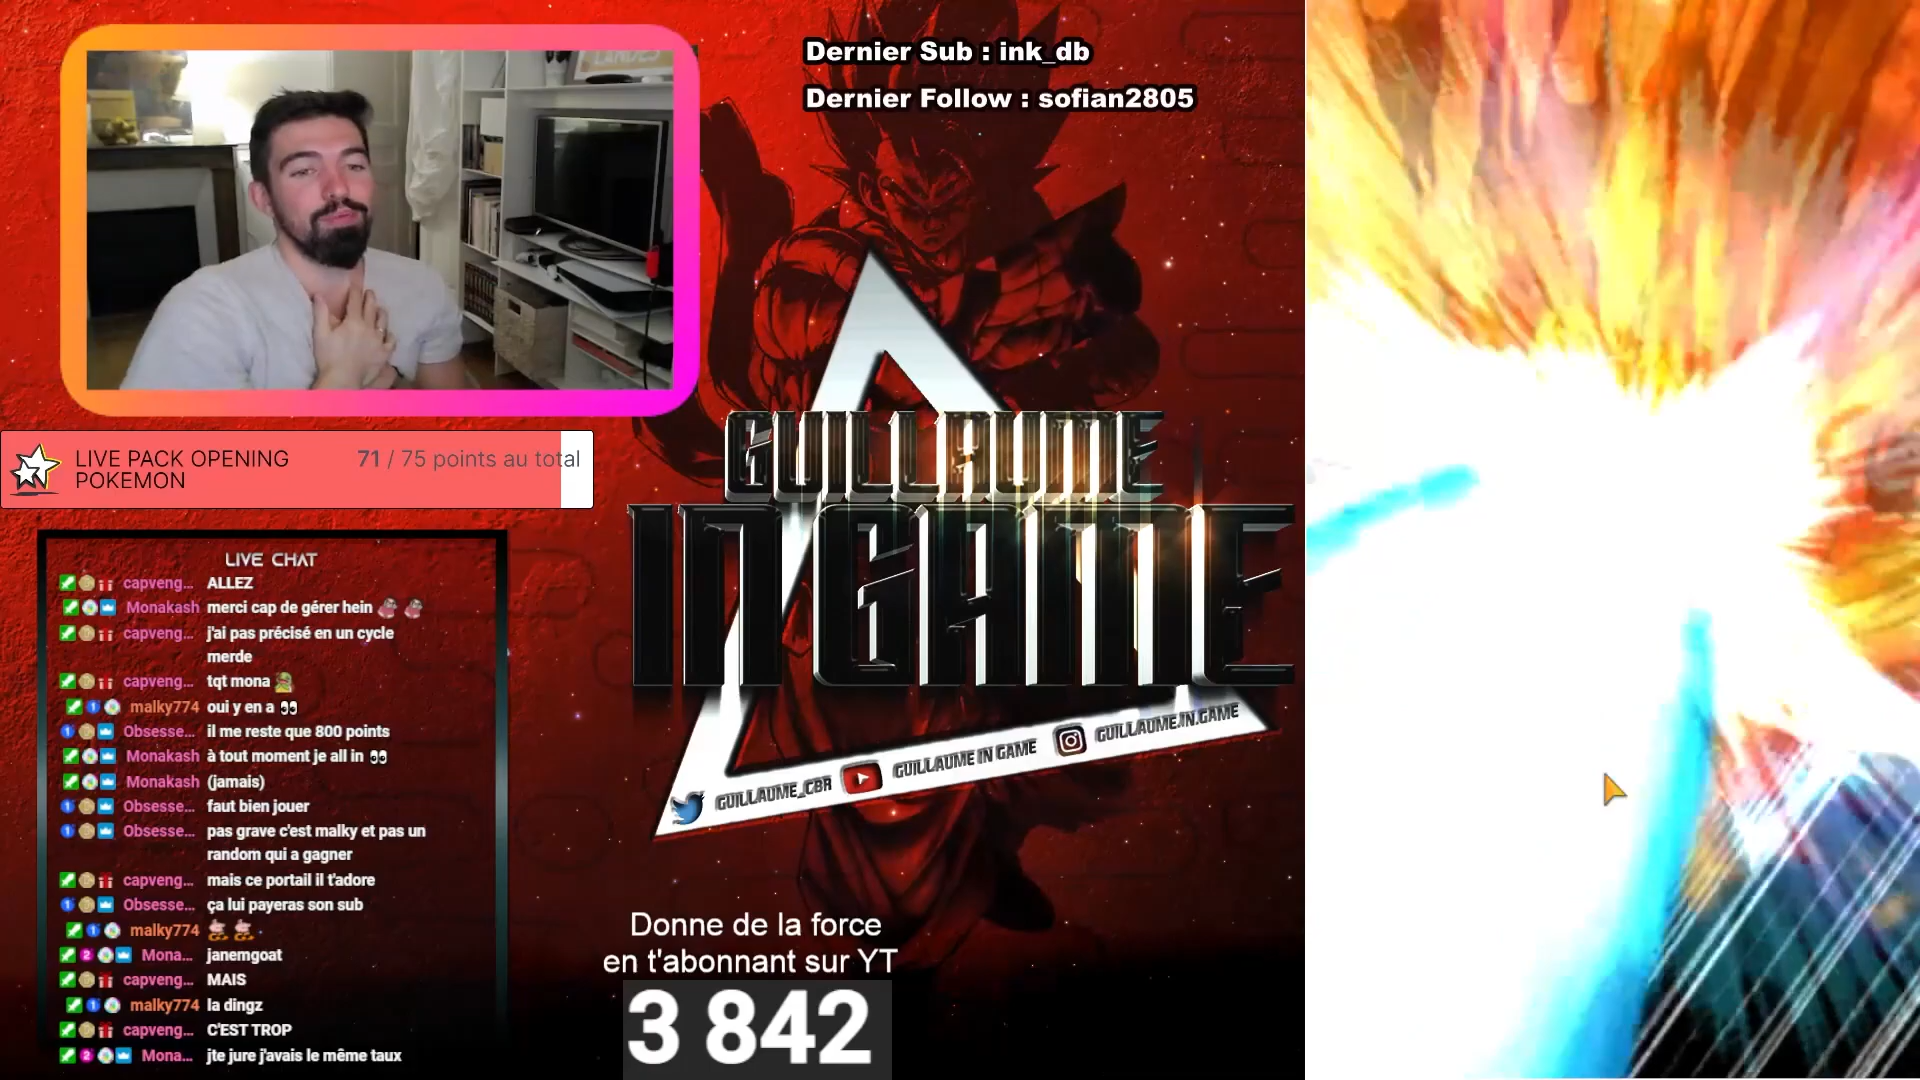 LANDES
Dernier Sub : ink_db
Dernier Follow : sofian2805
LIVE PACK OPENING
POKEMON
71 / 75 points au total
LIVE CHAT
capveng... ALLEZ
Monakash merci cap de gérer hein
capveng... j'ai pas précisé en un cycle
merde
capveng... tqt mona
malky774 oui y en a 👀
Obsesse... il me reste que 800 points
Monakash à tout moment je all in 👀
Monakash (jamais)
Obsesse... faut bien jouer
Obsesse... pas grave c'est malky et pas un
random qui a gagner
capveng... mais ce portail il t'adore
Obsesse... ça lui payeras son sub
malky774
Mona... janemgoat
capveng... MAIS
malky774 la dingz
capveng... C'EST TROP
Mona... jte jure j'avais le même taux
GUILLAUME
IN GAME
GUILLAUME_CBR
GUILLAUME IN GAME
GUILLAUME.IN.GAME
Donne de la force
en t'abonnant sur YT
3 842